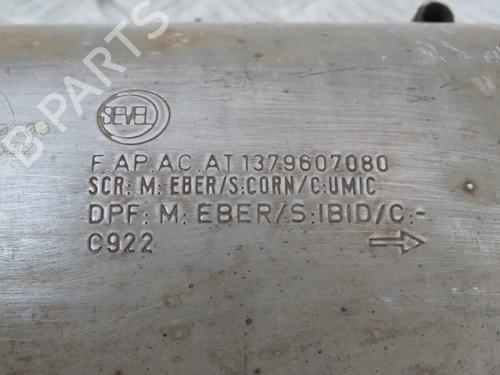 SEVEL
F.AP.AC.AT 1379607080
SCR: M: EBER/S:CORN/C:UMIC
DPF: M: EBER/S:IBID/C:-
C922
B-PARTS